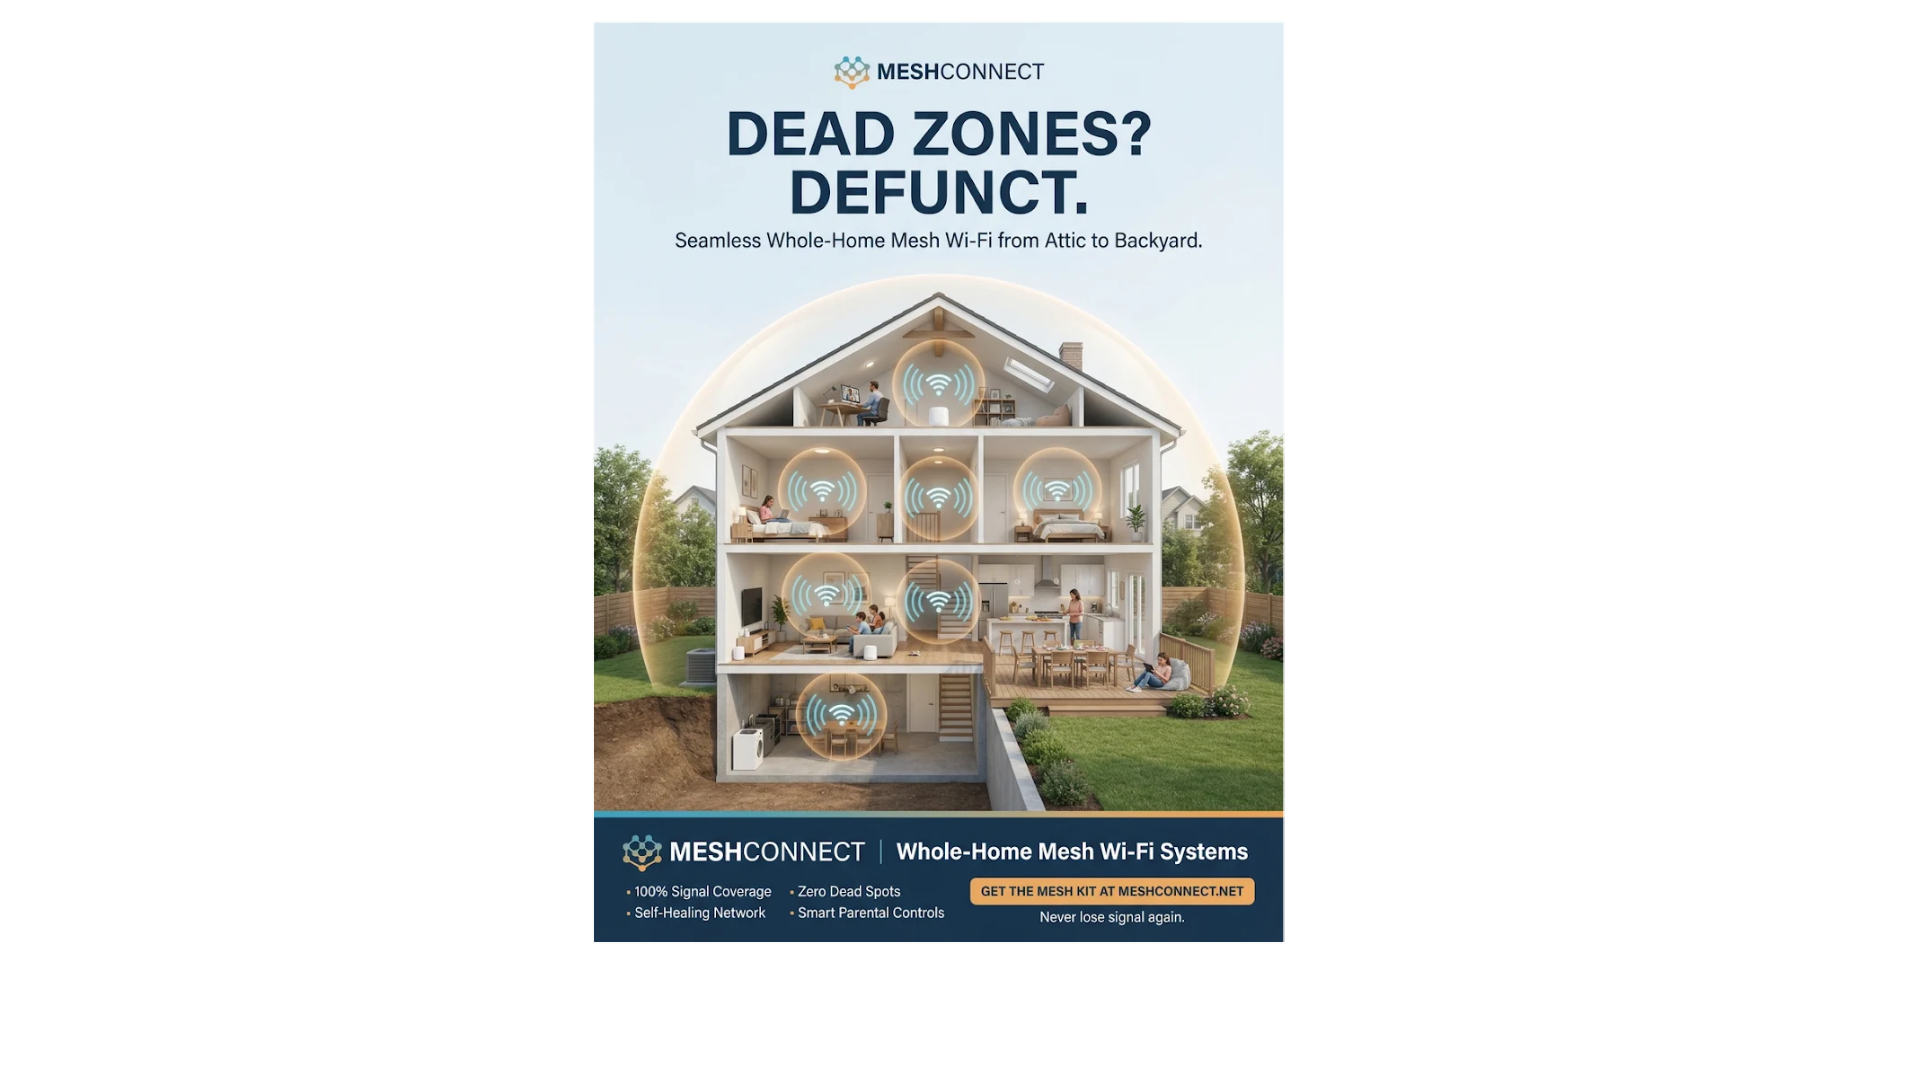 MESHCONNECT
DEAD ZONES?
DEFUNCT.
Seamless Whole-Home Mesh Wi-Fi from Attic to Backyard.
MESHCONNECT | Whole-Home Mesh Wi-Fi Systems
• 100% Signal Coverage
• Self-Healing Network
• Zero Dead Spots
• Smart Parental Controls
GET THE MESH KIT AT MESHCONNECT.NET
Never lose signal again.